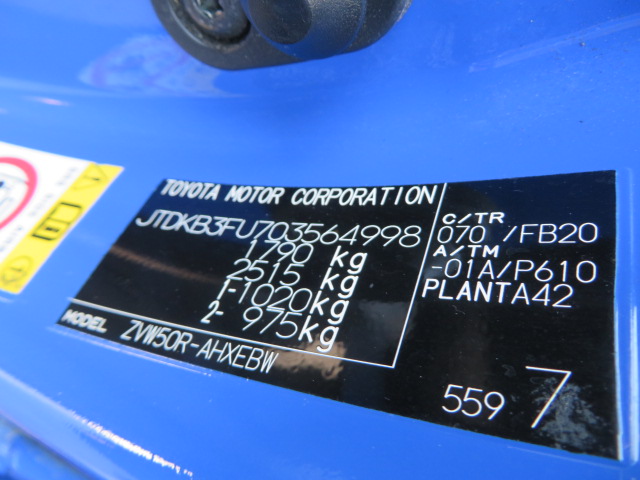 TOYOTA MOTOR CORPORATION
JTDKB3FU703564998
1790 kg
2515 kg
1-1020kg
2- 975kg
MODEL ZVW50R-AHXEBW
C/TR
070 /FB20
A/TM
-01A/P610
PLANTA42
559 7